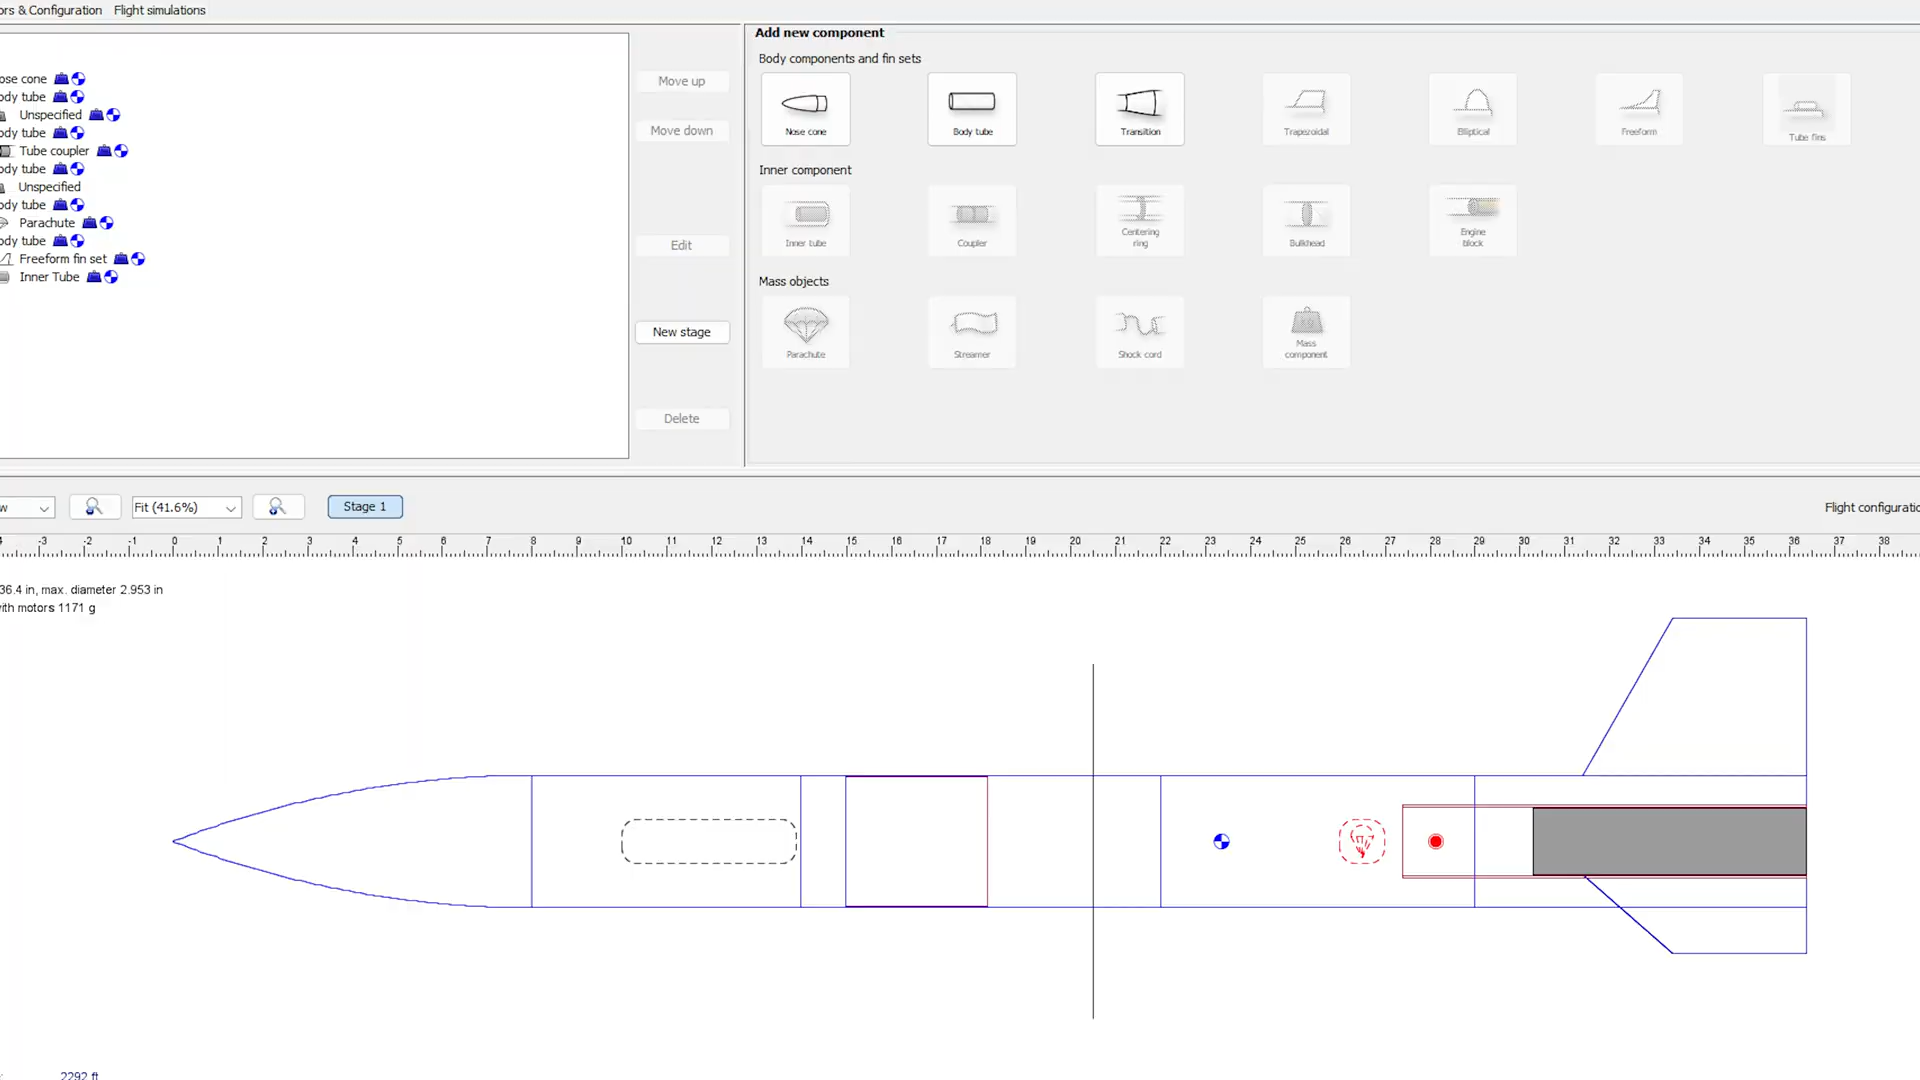 ors & Configuration Flight simulations
Add new component
Body components and fin sets
ose cone
Move up
Nose cone Body tube Transition Trapezoidal Elliptical Freeform Tube fins
ody tube
Unspecified
ody tube
Move down
Tube coupler
ody tube
Inner component
Unspecified
ody tube
Parachute
ody tube
Edit
Inner tube Coupler Centering ring Bulkhead Engine block
Freeform fin set
Inner Tube
Mass objects
New stage
Parachute Streamer Shock cord Mass component
Delete
w Fit (41.6%) Stage 1 Flight configuratio
4 -3 -2 -1 0 1 2 3 4 5 6 7 8 9 10 11 12 13 14 15 16 17 18 19 20 21 22 23 24 25 26 27 28 29 30 31 32 33 34 35 36 37 38
36.4 in, max. diameter 2.953 in
ith motors 1171 g
2292 ft